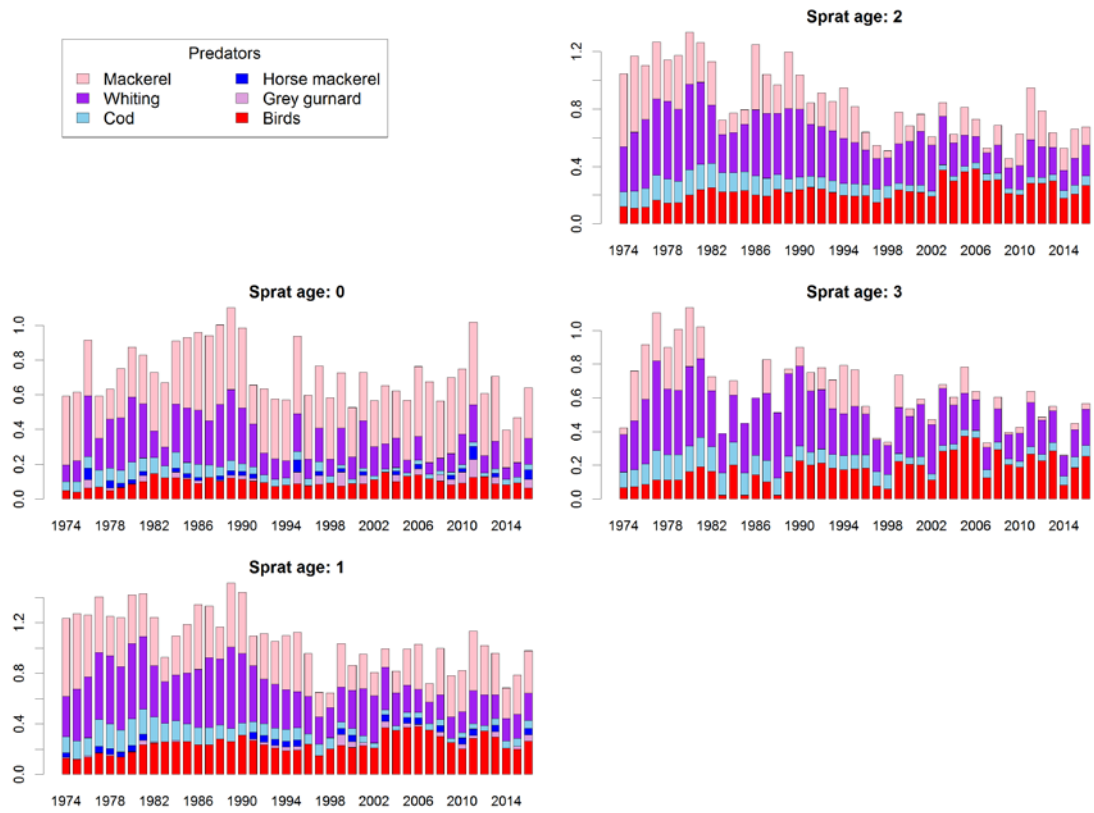 Predators
Mackerel
Whiting
Cod
Horse mackerel
Grey gurnard
Birds
Sprat age: 2
0.0 0.4 0.8 1.2
1974 1978 1982 1986 1990 1994 1998 2002 2006 2010 2014
Sprat age: 0
0.0 0.2 0.4 0.6 0.8 1.0
1974 1978 1982 1986 1990 1994 1998 2002 2006 2010 2014
Sprat age: 3
0.0 0.2 0.4 0.6 0.8 1.0
1974 1978 1982 1986 1990 1994 1998 2002 2006 2010 2014
Sprat age: 1
0.0 0.4 0.8 1.2
1974 1978 1982 1986 1990 1994 1998 2002 2006 2010 2014